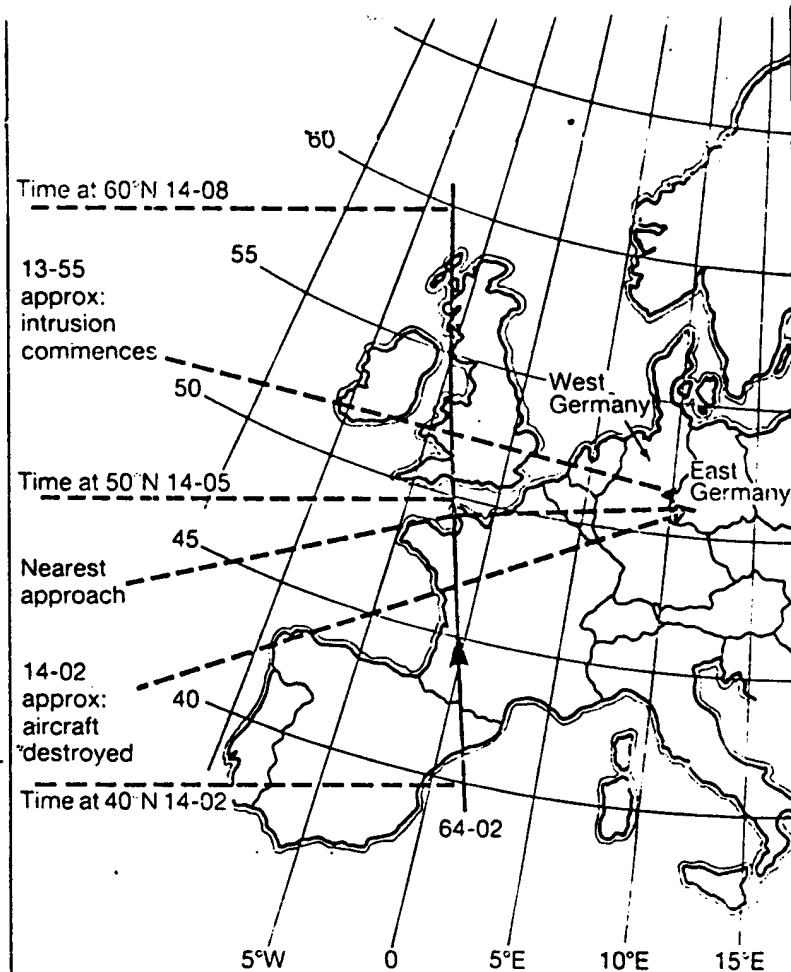 60
Time at 60°N 14-08
13-55
approx:
intrusion
commences
55
50
West
Germany
Time at 50°N 14-05
East
Germany
45
Nearest
approach
14-02
approx:
aircraft
destroyed
40
Time at 40°N 14-02
64-02
5°W
0
5°E
10°E
15°E